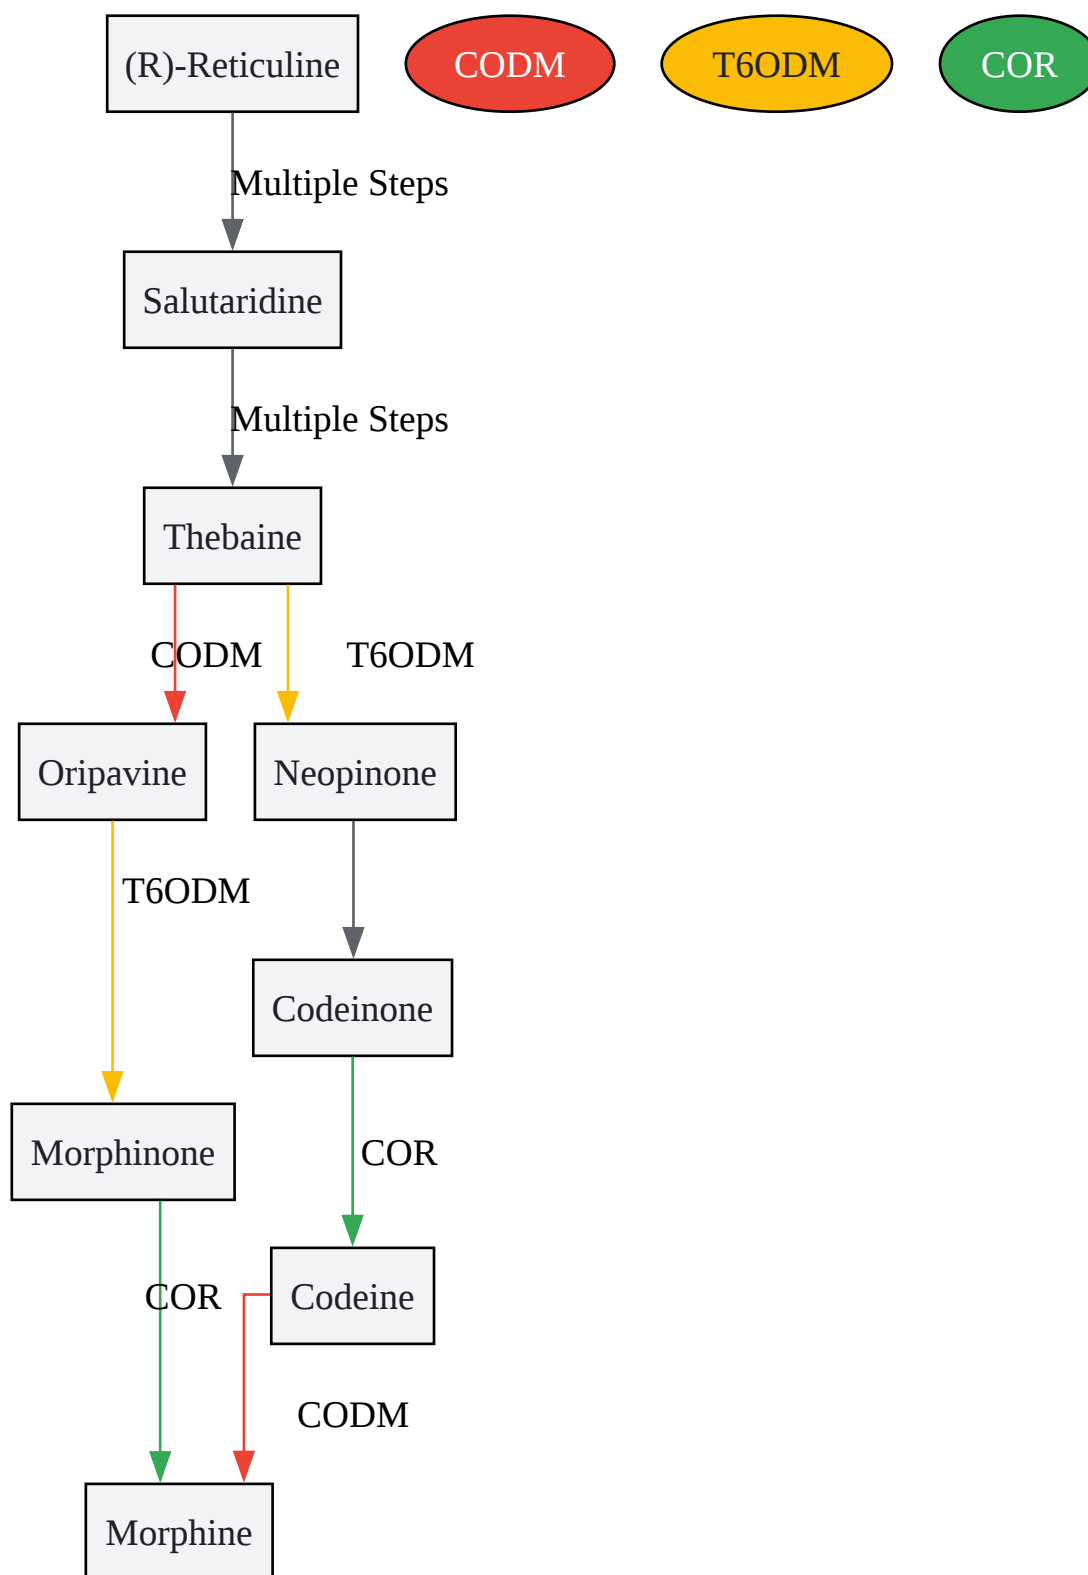 (R)-Reticuline
CODM
T6ODM
COR
Multiple Steps
Salutaridine
Multiple Steps
Thebaine
CODM
T6ODM
Oripavine
Neopinone
T6ODM
Codeinone
Morphinone
COR
COR
Codeine
CODM
Morphine